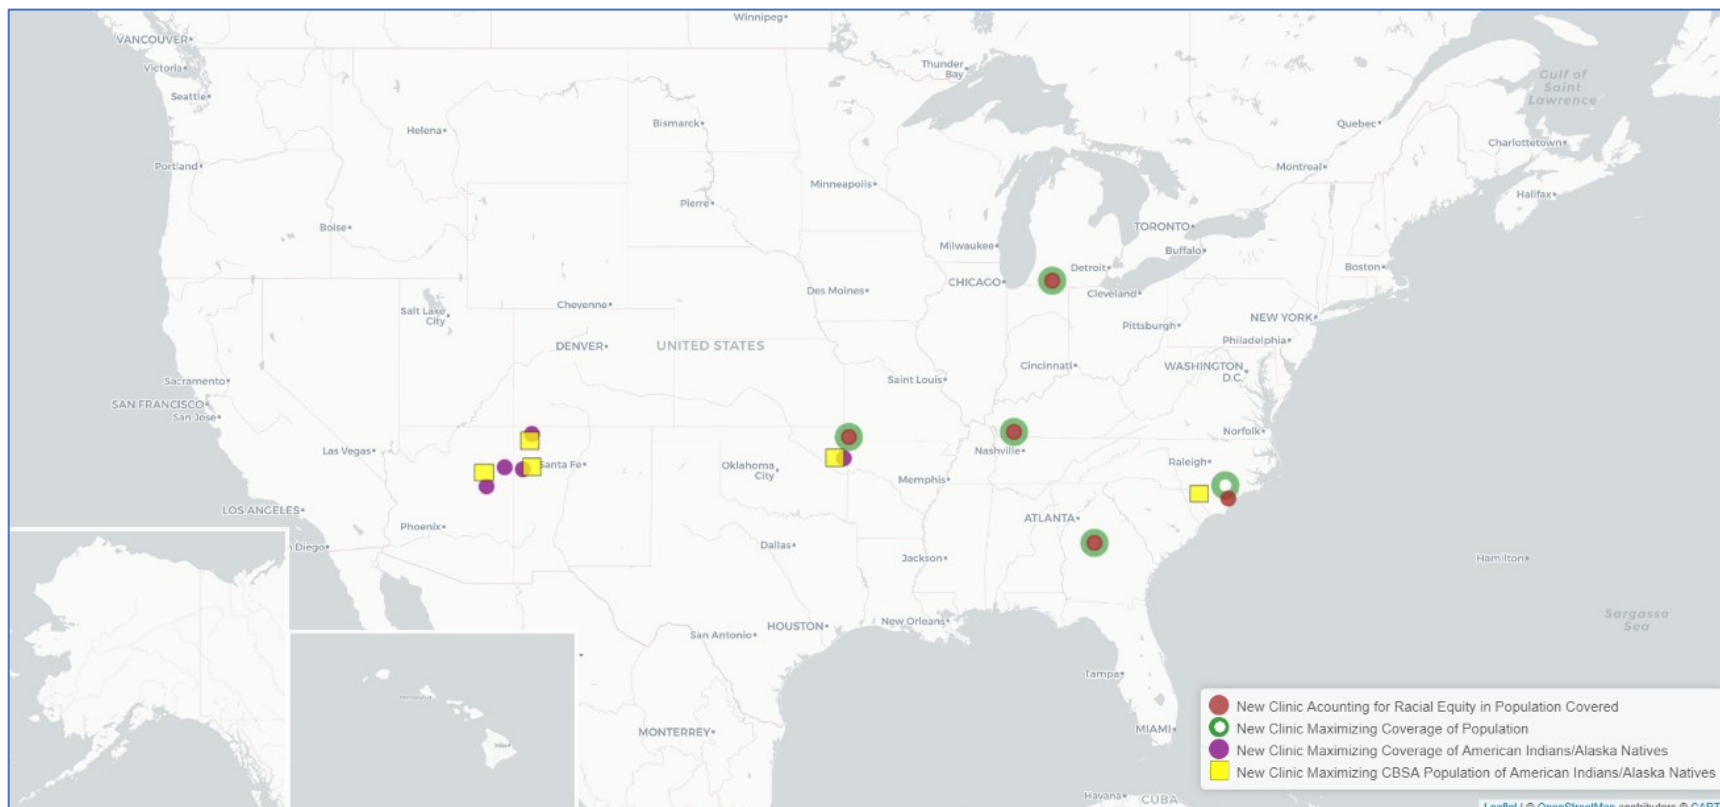 Winnipeg
VANCOUVER
Victoria
Thunder
Bay
Gulf of
Saint
Lawrence
Seattle
Helena
Bismarck
Quebec
Charlottetown
Portland
Montreal
Minneapolis
Halifax
Pierre
Boise
TORONTO
Milwaukee
Buffalo
CHICAGO
Detroit
Boston
Des Moines
Cleveland
Salt Lake
City
Cheyenne
NEW YORK
Pittsburgh
DENVER
UNITED STATES
Philadelphia
Cincinnati
WASHINGTON
D.C.
Sacramento
Saint Louis
SAN FRANCISCO
San Jose
Las Vegas
Norfolk
Nashville
Santa Fe
Oklahoma
City
Raleigh
Memphis
LOS ANGELES
Phoenix
ATLANTA
Diego
Dallas
Jackson
Hamilton
New Orleans
HOUSTON
San Antonio
Sargasso
Sea
Tampa
MONTERREY
MIAMI
Havana
CUBA
New Clinic Acounting for Racial Equity in Population Covered
New Clinic Maximizing Coverage of Population
New Clinic Maximizing Coverage of American Indians/Alaska Natives
New Clinic Maximizing CBSA Population of American Indians/Alaska Natives
Leaflet | © OpenStreetMap contributors © CART